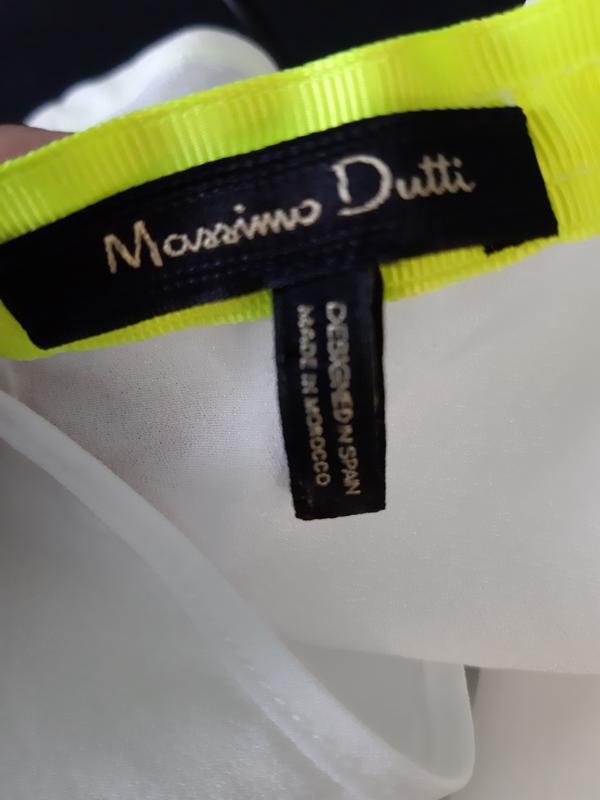 Massimo Dutti
DESIGNED IN SPAIN
MADE IN MOROCCO